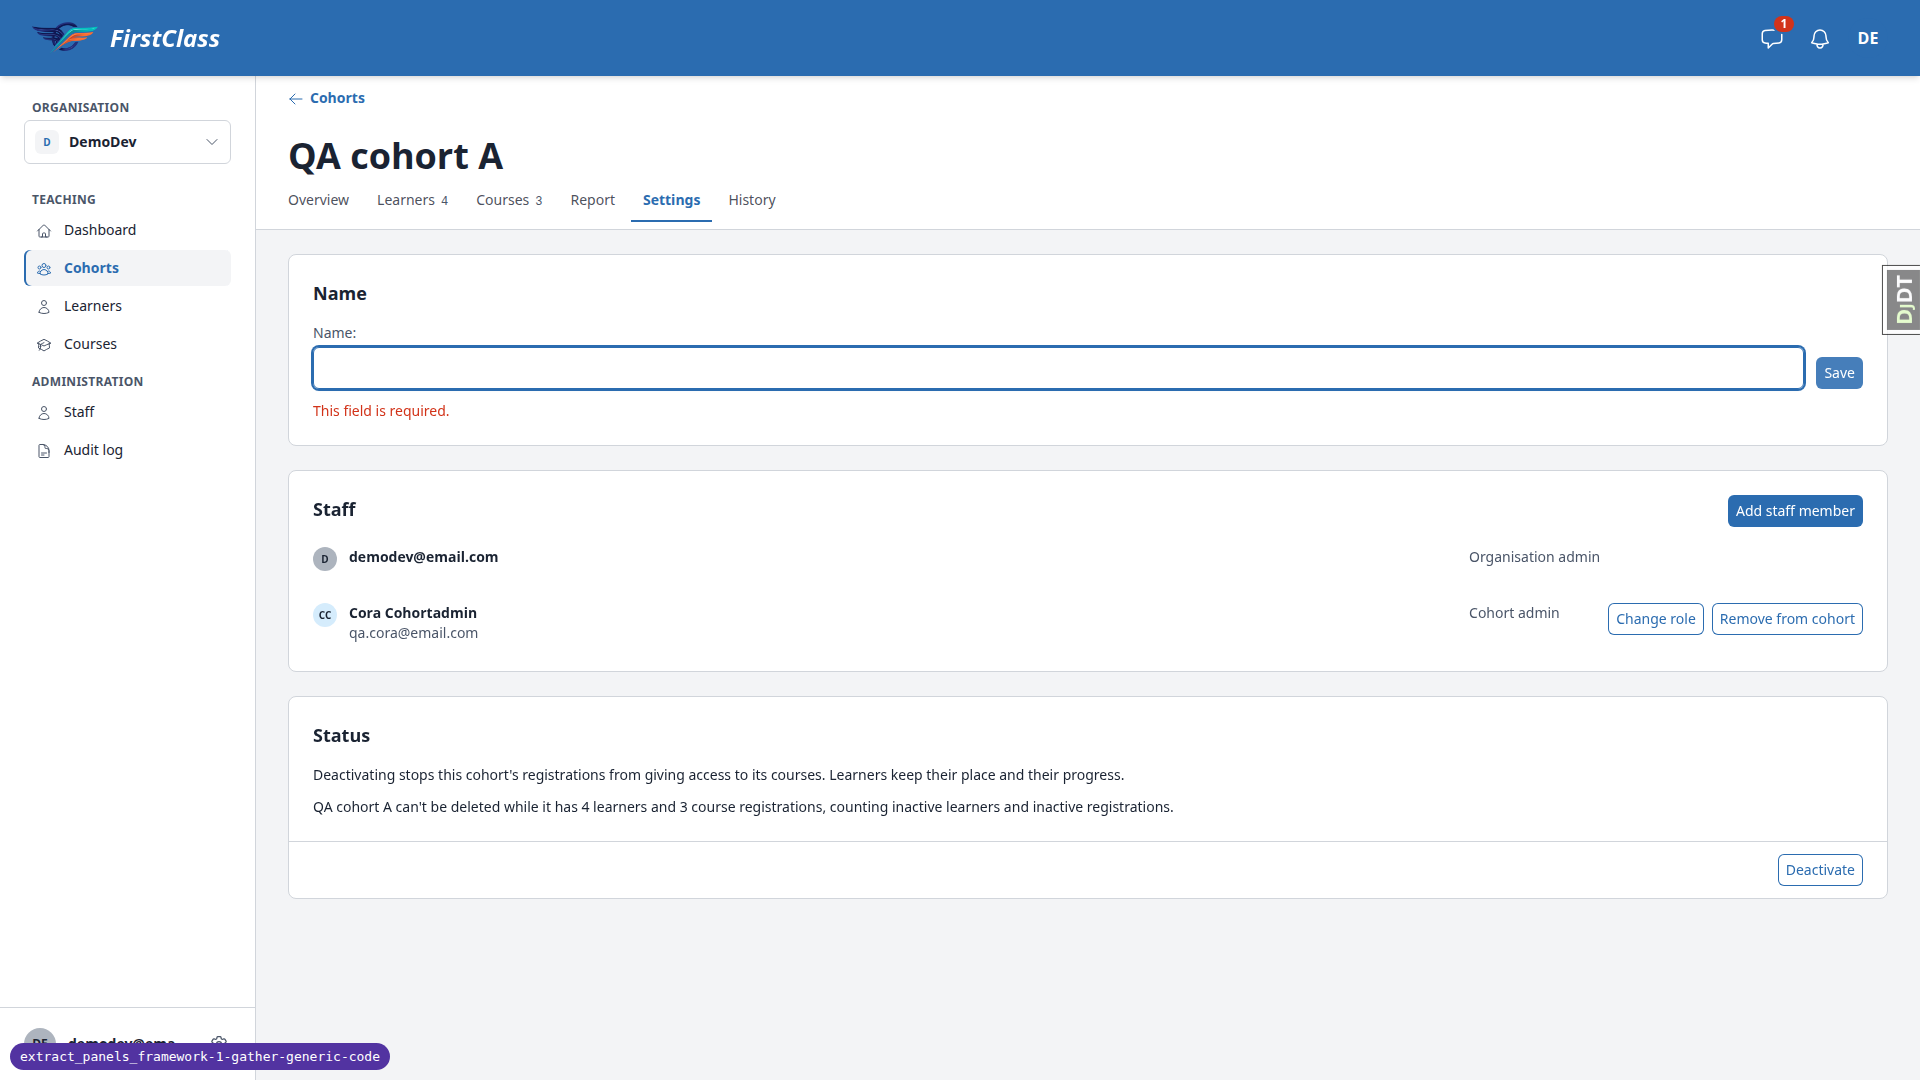 FirstClass
1
DE
ORGANISATION
D DemoDev
TEACHING
Dashboard
Cohorts
Learners
Courses
ADMINISTRATION
Staff
Audit log
Cohorts
QA cohort A
Overview Learners 4 Courses 3 Report Settings History
Name
Name:
Save
This field is required.
Staff
Add staff member
D demodev@email.com Organisation admin
CC Cora Cohortadmin Cohort admin Change role Remove from cohort
qa.cora@email.com
Status
Deactivating stops this cohort's registrations from giving access to its courses. Learners keep their place and their progress.
QA cohort A can't be deleted while it has 4 learners and 3 course registrations, counting inactive learners and inactive registrations.
Deactivate
DJDT
DE demodev@ema
extract_panels_framework-1-gather-generic-code